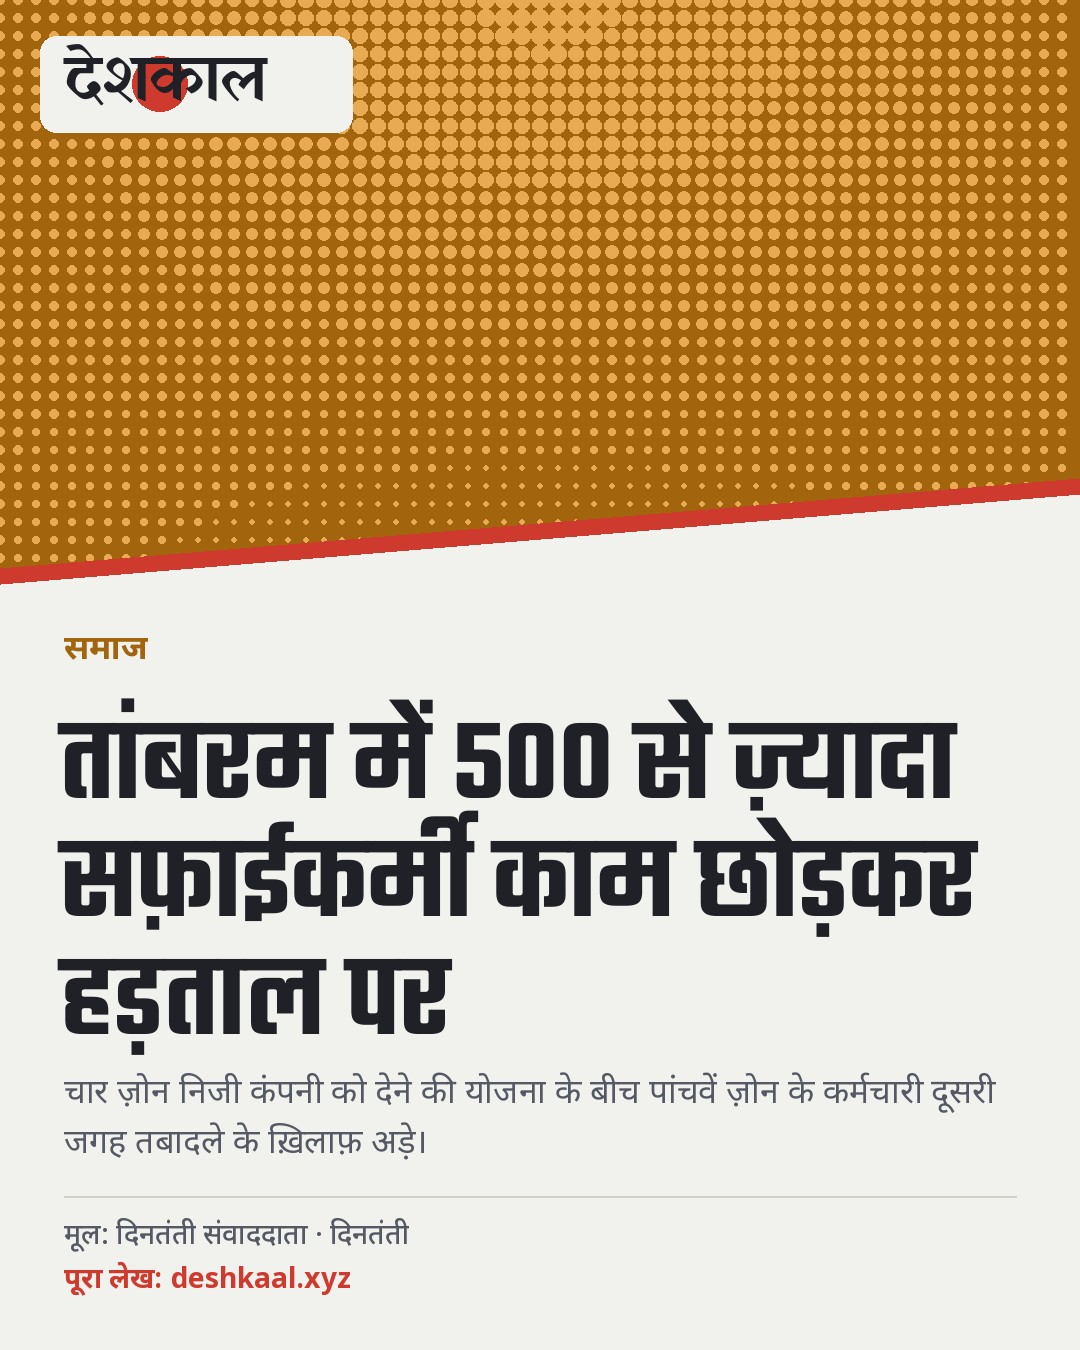 देशकाल
समाज
तांबरम में 500 से ज़्यादा
सफ़ाईकर्मी काम छोड़कर
हड़ताल पर
चार ज़ोन निजी कंपनी को देने की योजना के बीच पांचवें ज़ोन के कर्मचारी दूसरी
जगह तबादले के ख़िलाफ़ अड़े।
मूल: दिनतंती संवाददाता · दिनतंती
पूरा लेख: deshkaal.xyz